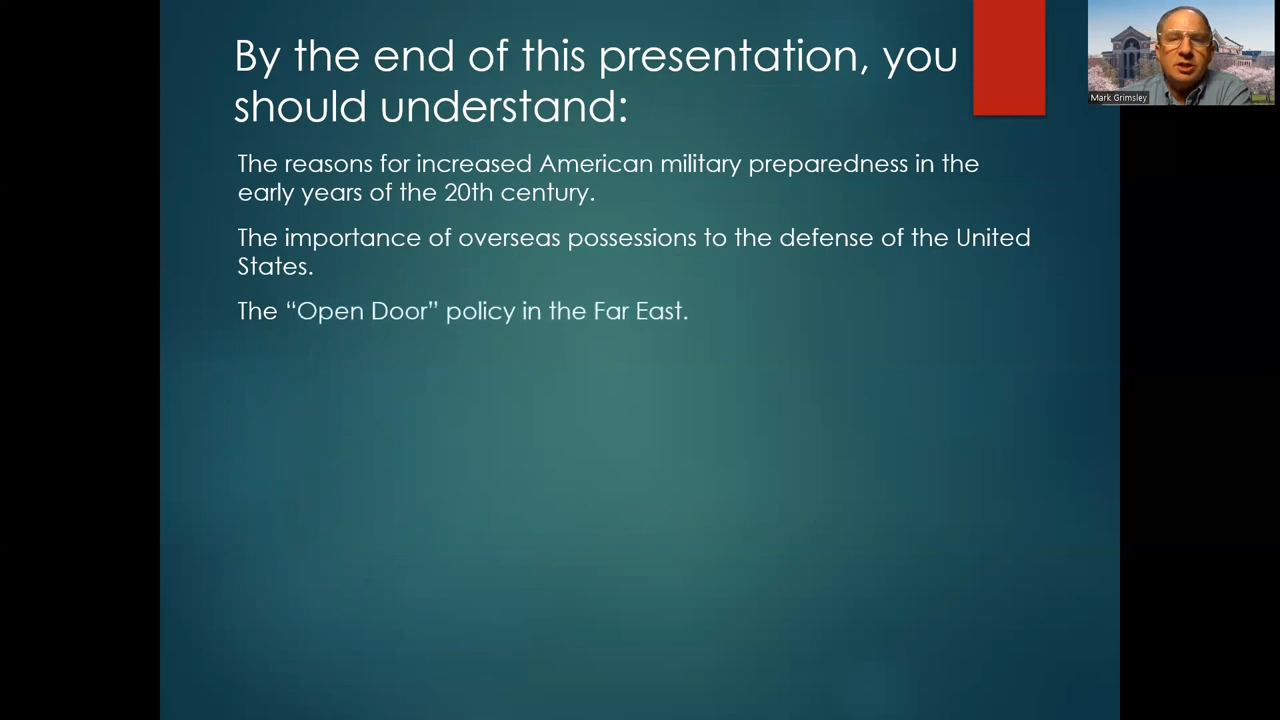 By the end of this presentation, you
should understand:
The reasons for increased American military preparedness in the
early years of the 20th century.
The importance of overseas possessions to the defense of the United
States.
The “Open Door” policy in the Far East.
Mark Grimsley